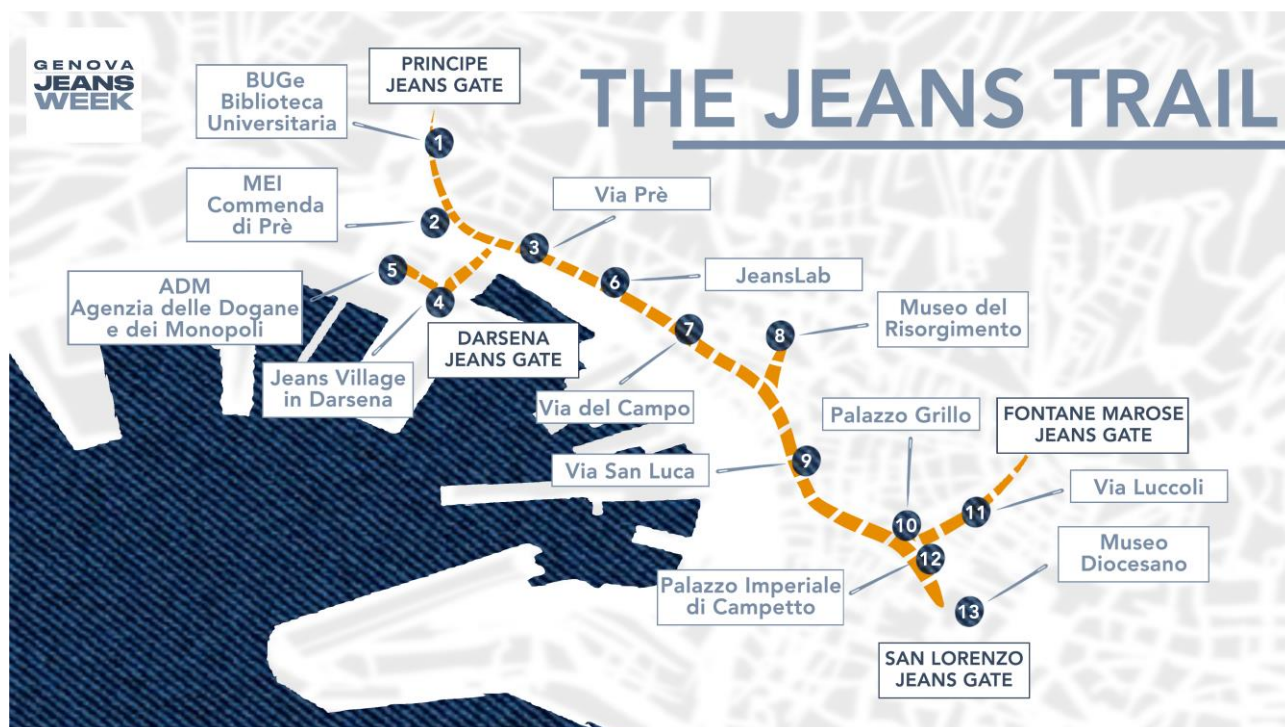 GENOVA
JEANS
WEEK
THE JEANS TRAIL
PRINCIPE
JEANS GATE
BUGe
Biblioteca
Universitaria
1
MEI
Commenda
di Prè
2
Via Prè
3
ADM
Agenzia delle Dogane
e dei Monopoli
5
4
DARSENA
JEANS GATE
Jeans Village
in Darsena
6
JeansLab
7
Via del Campo
8
Museo del
Risorgimento
Via San Luca
9
Palazzo Grillo
10
FONTANE MAROSE
JEANS GATE
11
Via Luccoli
12
Palazzo Imperiale
di Campetto
Museo
Diocesano
13
SAN LORENZO
JEANS GATE